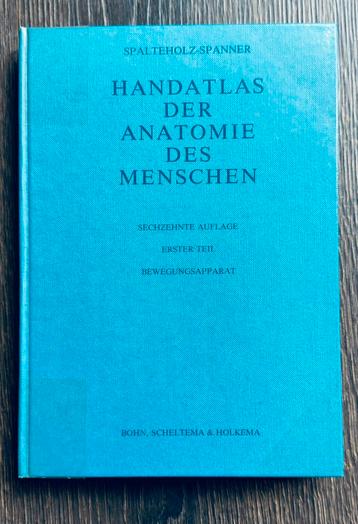 SPALTEHOLZ-SPANNER
HANDATLAS
DER
ANATOMIE
DES
MENSCHEN
SECHZEHNTE AUFLAGE
ERSTER TEIL
BEWEGUNGSAPPARAT
BOHN, SCHELTEMA & HOLKEMA